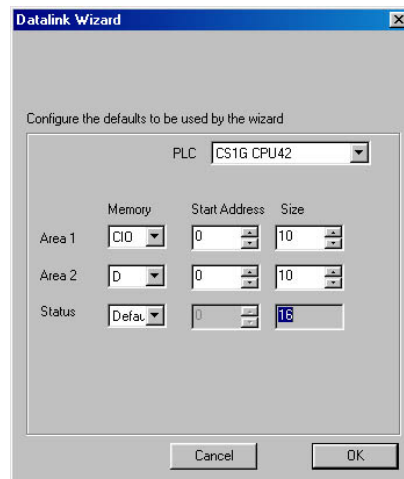 Datalink Wizard
Configure the defaults to be used by the wizard
PLC CS1G CPU42
Memory Start Address Size
Area 1 CIO 0 10
Area 2 D 0 10
Status Defau 0 16
Cancel OK